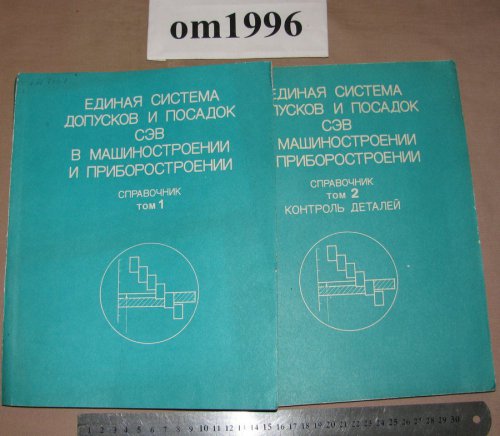 om1996
ЕДИНАЯ СИСТЕМА
ДОПУСКОВ И ПОСАДОК
СЭВ
В МАШИНОСТРОЕНИИ
И ПРИБОРОСТРОЕНИИ
СПРАВОЧНИК
ТОМ 1
ЕДИНАЯ СИСТЕМА
ПУСКОВ И ПОСАДОК
СЭВ
МАШИНОСТРОЕНИИ
ПРИБОРОСТРОЕНИИ
СПРАВОЧНИК
ТОМ 2
КОНТРОЛЬ ДЕТАЛЕЙ
1 2 3 4 5 6 7 8 9 10 11 12 13 14 15 16 17 18 19 20 21 22 23 24 25 26 27 28 29 30